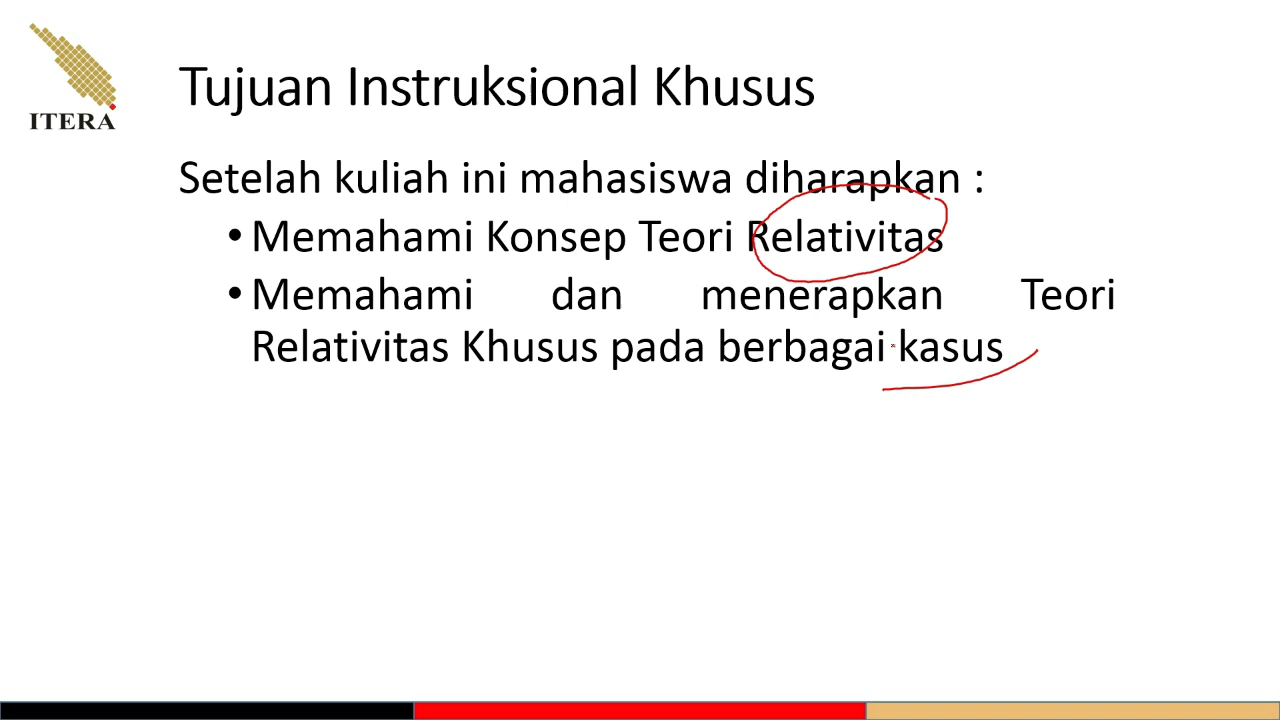 ITERA
Tujuan Instruksional Khusus
Setelah kuliah ini mahasiswa diharapkan :
• Memahami Konsep Teori Relativitas
• Memahami dan menerapkan Teori
Relativitas Khusus pada berbagai kasus